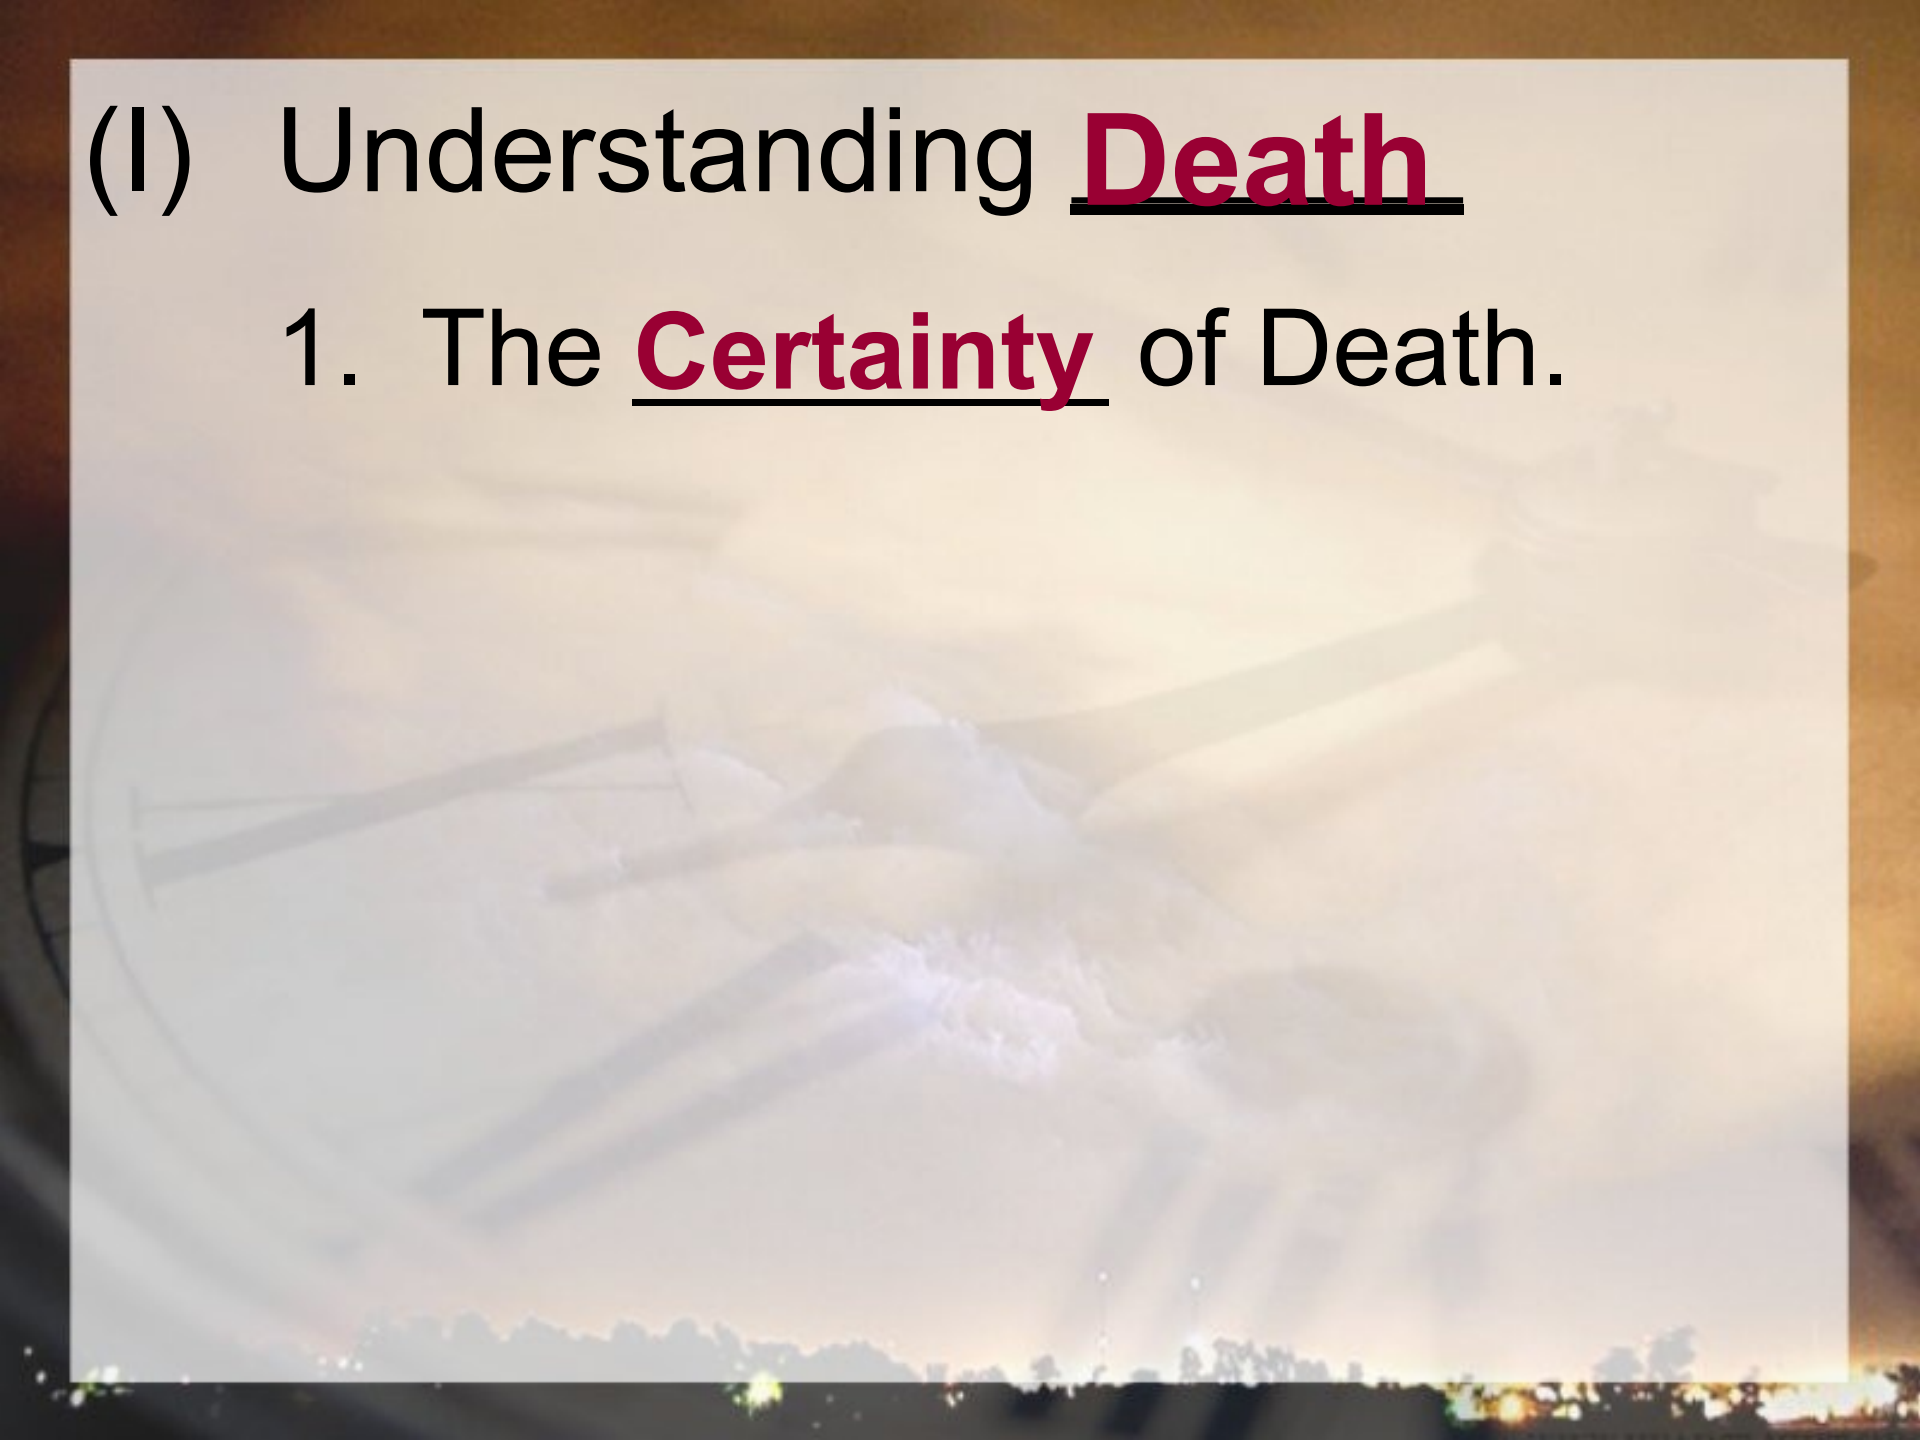 (I) Understanding Death
1. The Certainty of Death.